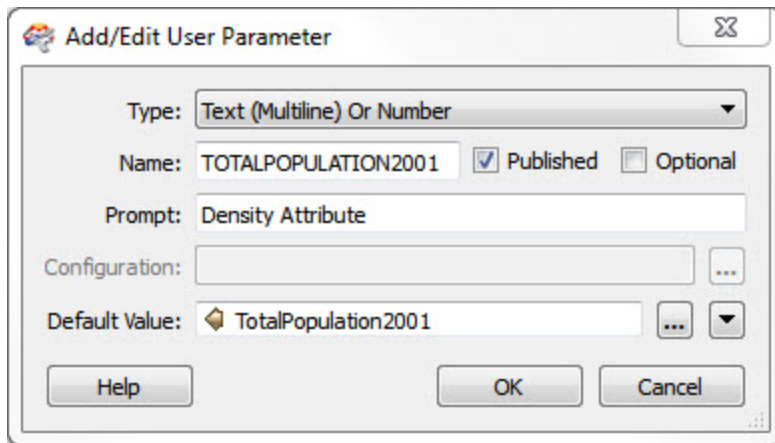 Add/Edit User Parameter
Type: Text (Multiline) Or Number
Name: TOTALPOPULATION2001 Published Optional
Prompt: Density Attribute
Configuration: ...
Default Value: TotalPopulation2001 ...
Help OK Cancel